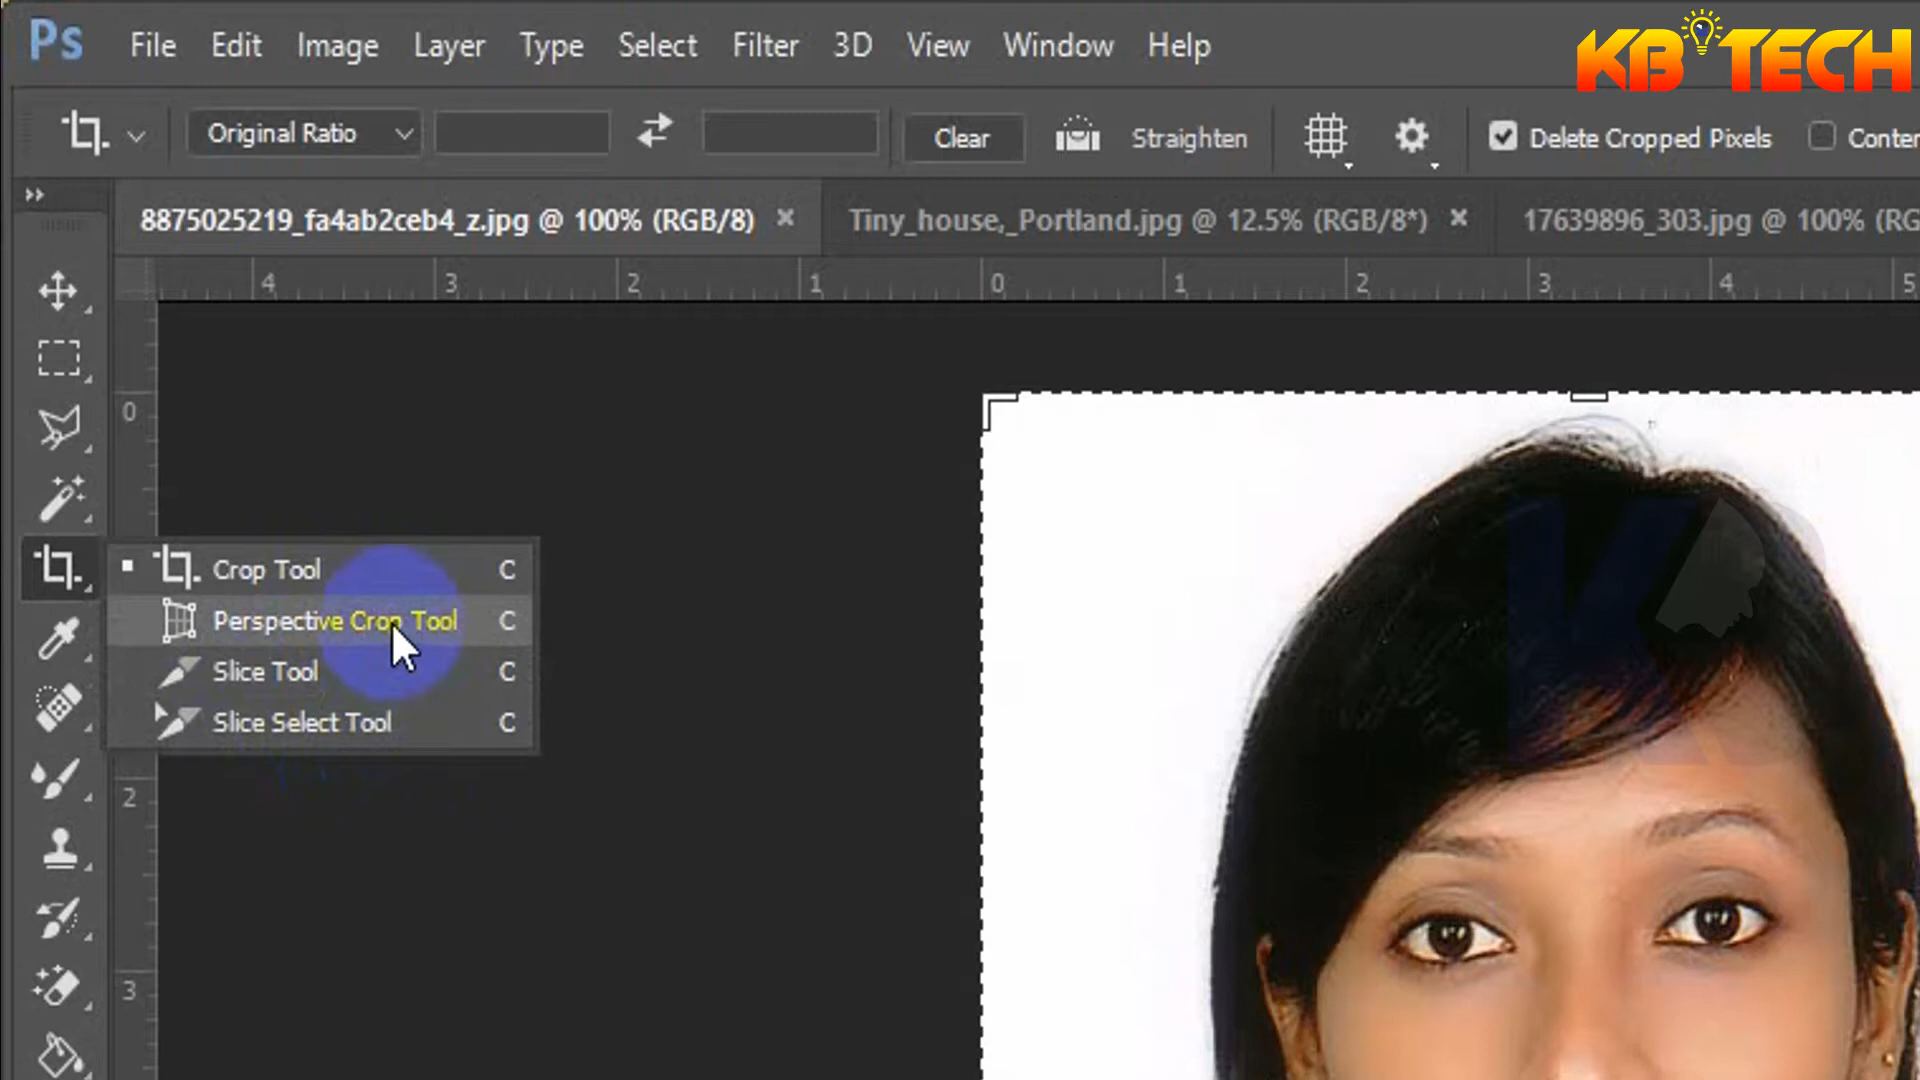 Ps File Edit Image Layer Type Select Filter 3D View Window Help
KB TECH
Original Ratio Clear Straighten Delete Cropped Pixels
8875025219_fa4ab2ceb4_z.jpg @ 100% (RGB/8) × Tiny_house,_Portland.jpg @ 12.5% (RGB/8*) × 17639896_303.jpg @ 100% (RG
4 3 2 1 0 1 2 3 4 5
0
Crop Tool C
Perspective Crop Tool C
Slice Tool C
Slice Select Tool C
2
3